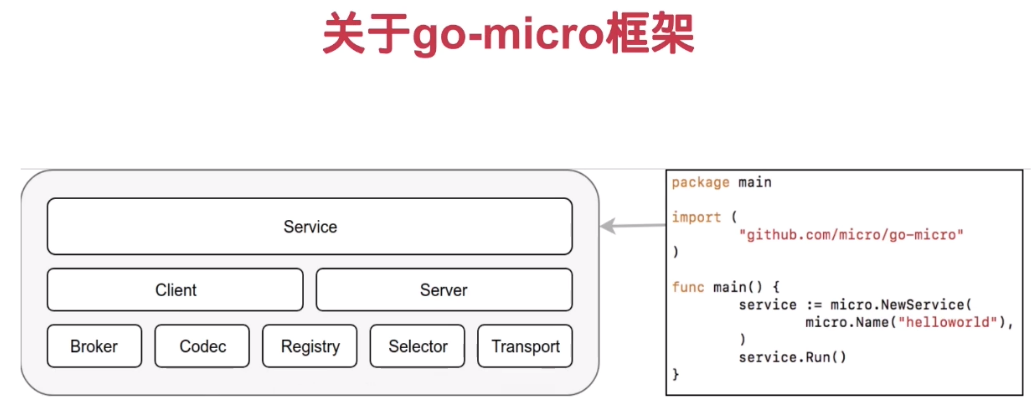 关于go-micro框架
Service
Client Server
Broker Codec Registry Selector Transport
package main
import (
"github.com/micro/go-micro"
)
func main() {
service := micro.NewService(
micro.Name("helloworld"),
)
service.Run()
}